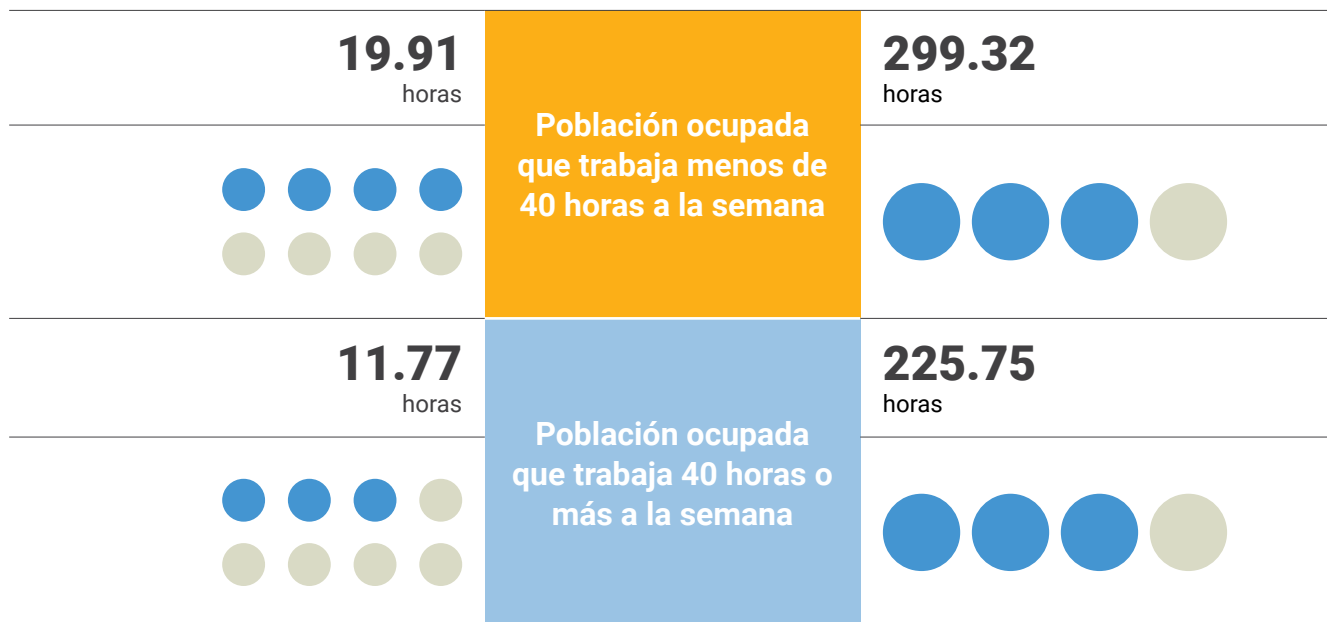 19.91
horas
Población ocupada
que trabaja menos de
40 horas a la semana
299.32
horas
11.77
horas
Población ocupada
que trabaja 40 horas o
más a la semana
225.75
horas